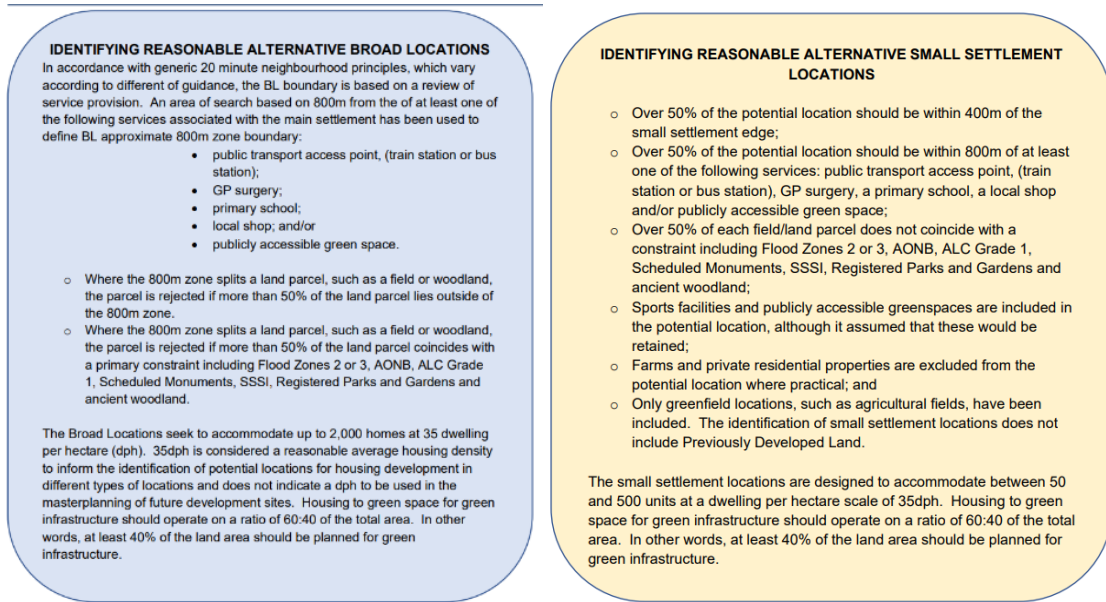 IDENTIFYING REASONABLE ALTERNATIVE BROAD LOCATIONS
In accordance with generic 20 minute neighbourhood principles, which vary
according to different of guidance, the BL boundary is based on a review of
service provision.  An area of search based on 800m from the of at least one of
the following services associated with the main settlement has been used to
define BL approximate 800m zone boundary:
• public transport access point, (train station or bus
station);
• GP surgery;
• primary school;
• local shop; and/or
• publicly accessible green space.
o Where the 800m zone splits a land parcel, such as a field or woodland,
the parcel is rejected if more than 50% of the land parcel lies outside of
the 800m zone.
o Where the 800m zone splits a land parcel, such as a field or woodland,
the parcel is rejected if more than 50% of the land parcel coincides with
a primary constraint including Flood Zones 2 or 3, AONB, ALC Grade
1, Scheduled Monuments, SSSI, Registered Parks and Gardens and
ancient woodland.
The Broad Locations seek to accommodate up to 2,000 homes at 35 dwelling
per hectare (dph).  35dph is considered a reasonable average housing density
to inform the identification of potential locations for housing development in
different types of locations and does not indicate a dph to be used in the
masterplanning of future development sites.  Housing to green space for green
infrastructure should operate on a ratio of 60:40 of the total area.  In other
words, at least 40% of the land area should be planned for green
infrastructure.
IDENTIFYING REASONABLE ALTERNATIVE SMALL SETTLEMENT
LOCATIONS
o Over 50% of the potential location should be within 400m of the
small settlement edge;
o Over 50% of the potential location should be within 800m of at least
one of the following services: public transport access point, (train
station or bus station), GP surgery, a primary school, a local shop
and/or publicly accessible green space;
o Over 50% of each field/land parcel does not coincide with a
constraint including Flood Zones 2 or 3, AONB, ALC Grade 1,
Scheduled Monuments, SSSI, Registered Parks and Gardens and
ancient woodland;
o Sports facilities and publicly accessible greenspaces are included in
the potential location, although it assumed that these would be
retained;
o Farms and private residential properties are excluded from the
potential location where practical; and
o Only greenfield locations, such as agricultural fields, have been
included.  The identification of small settlement locations does not
include Previously Developed Land.
The small settlement locations are designed to accommodate between 50
and 500 units at a dwelling per hectare scale of 35dph.  Housing to green
space for green infrastructure should operate on a ratio of 60:40 of the total
area.  In other words, at least 40% of the land area should be planned for
green infrastructure.